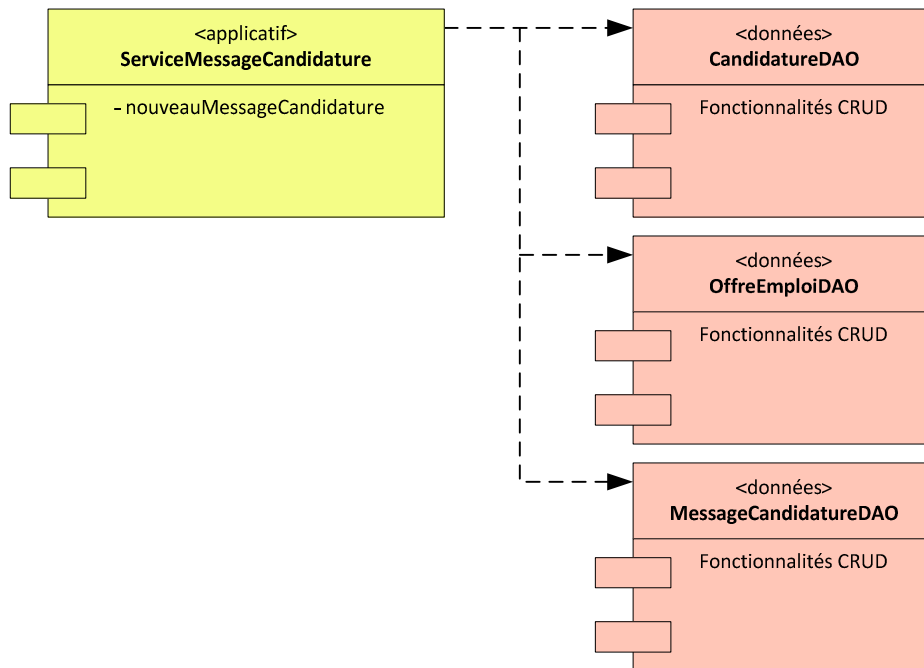 <applicatif>
ServiceMessageCandidature
- nouveauMessageCandidature
<données>
CandidatureDAO
Fonctionnalités CRUD
<données>
OffreEmploiDAO
Fonctionnalités CRUD
<données>
MessageCandidatureDAO
Fonctionnalités CRUD